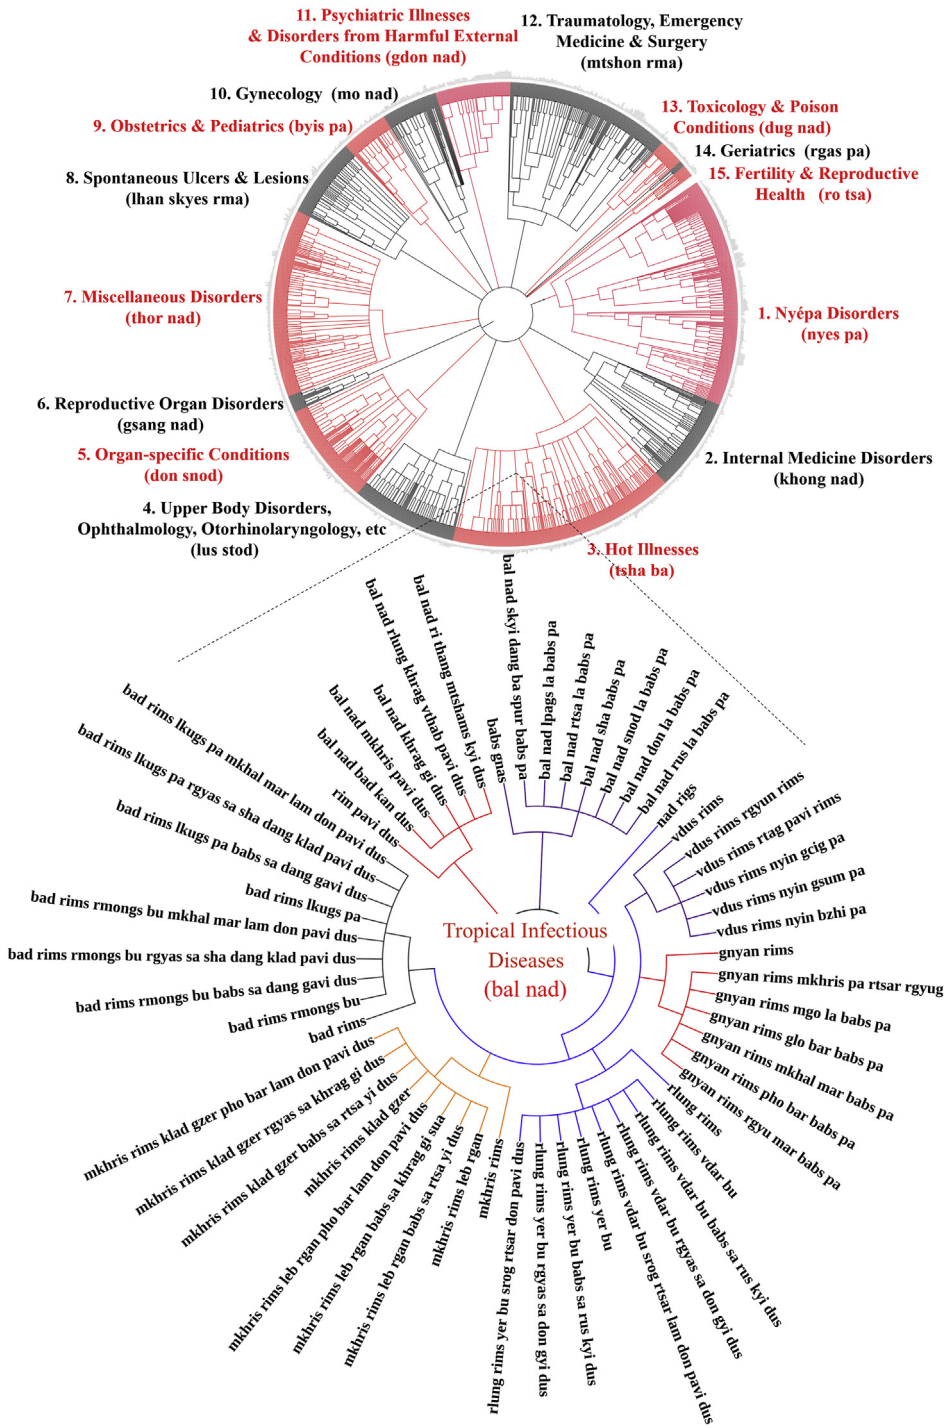 11. Psychiatric Illnesses
& Disorders from Harmful External
Conditions (gdon nad)
12. Traumatology, Emergency
Medicine & Surgery
(mtshon rma)
10. Gynecology (mo nad)
9. Obstetrics & Pediatrics (byis pa)
13. Toxicology & Poison
Conditions (dug nad)
14. Geriatrics (rgas pa)
15. Fertility & Reproductive
Health (ro tsa)
8. Spontaneous Ulcers & Lesions
(lhan skyes rma)
7. Miscellaneous Disorders
(thor nad)
1. Nyépa Disorders
(nyes pa)
6. Reproductive Organ Disorders
(gsang nad)
5. Organ-specific Conditions
(don snod)
2. Internal Medicine Disorders
(khong nad)
4. Upper Body Disorders,
Ophthalmology, Otorhinolaryngology, etc
(lus stod)
3. Hot Illnesses
(tsha ba)
bad rims lkugs pa mkhal mar lam don pavi dus
rim pavi dus
bal nad bad kan dus
bal nad mkhris pavi dus
bal nad khrag gi dus
bal nad rlung khrag vthab pavi dus
bal nad ri thang mtshams kyi dus
babs gnas
bal nad skyi dang ba spur babs pa
bal nad lpags la babs pa
bal nad rtsa la babs pa
bal nad sha babs pa
bal nad snod la babs pa
bal nad don la babs pa
bal nad rus la babs pa
nad rigs
vdus rims
vdus rims rgyun rims
vdus rims rtag pavi rims
vdus rims nyin gcig pa
vdus rims nyin gsum pa
vdus rims nyin bzhi pa
gnyan rims
gnyan rims mkhris pa rtsar rgyug
gnyan rims mgo la babs pa
gnyan rims glo bar babs pa
gnyan rims mkhal mar babs pa
gnyan rims pho bar babs pa
gnyan rims rgyu mar babs pa
rlung rims
rlung rims vdar bu
rlung rims vdar bu babs sa rus kyi dus
rlung rims vdar bu rgyas sa don gyi dus
rlung rims vdar bu srog rtsar lam don pavi dus
rlung rims yer bu
rlung rims yer bu babs sa rus kyi dus
rlung rims yer bu rgyas sa don gyi dus
rlung rims yer bu srog rtsar don pavi dus
mkhris rims
mkhris rims leb rgan
mkhris rims leb rgan babs sa rtsa yi dus
mkhris rims leb rgan babs sa khrag gi sua
mkhris rims leb rgan pho bar lam don pavi dus
mkhris rims klad gzer
mkhris rims klad gzer babs sa rtsa yi dus
mkhris rims klad gzer rgyas sa khrag gi dus
mkhris rims klad gzer pho bar lam don pavi dus
bad rims
bad rims rmongs bu
bad rims rmongs bu babs sa dang gavi dus
bad rims rmongs bu rgyas sa sha dang klad pavi dus
bad rims rmongs bu mkhal mar lam don pavi dus
bad rims lkugs pa
bad rims lkugs pa babs sa dang gavi dus
bad rims lkugs pa rgyas sa sha dang klad pavi dus
Tropical Infectious
Diseases
(bal nad)